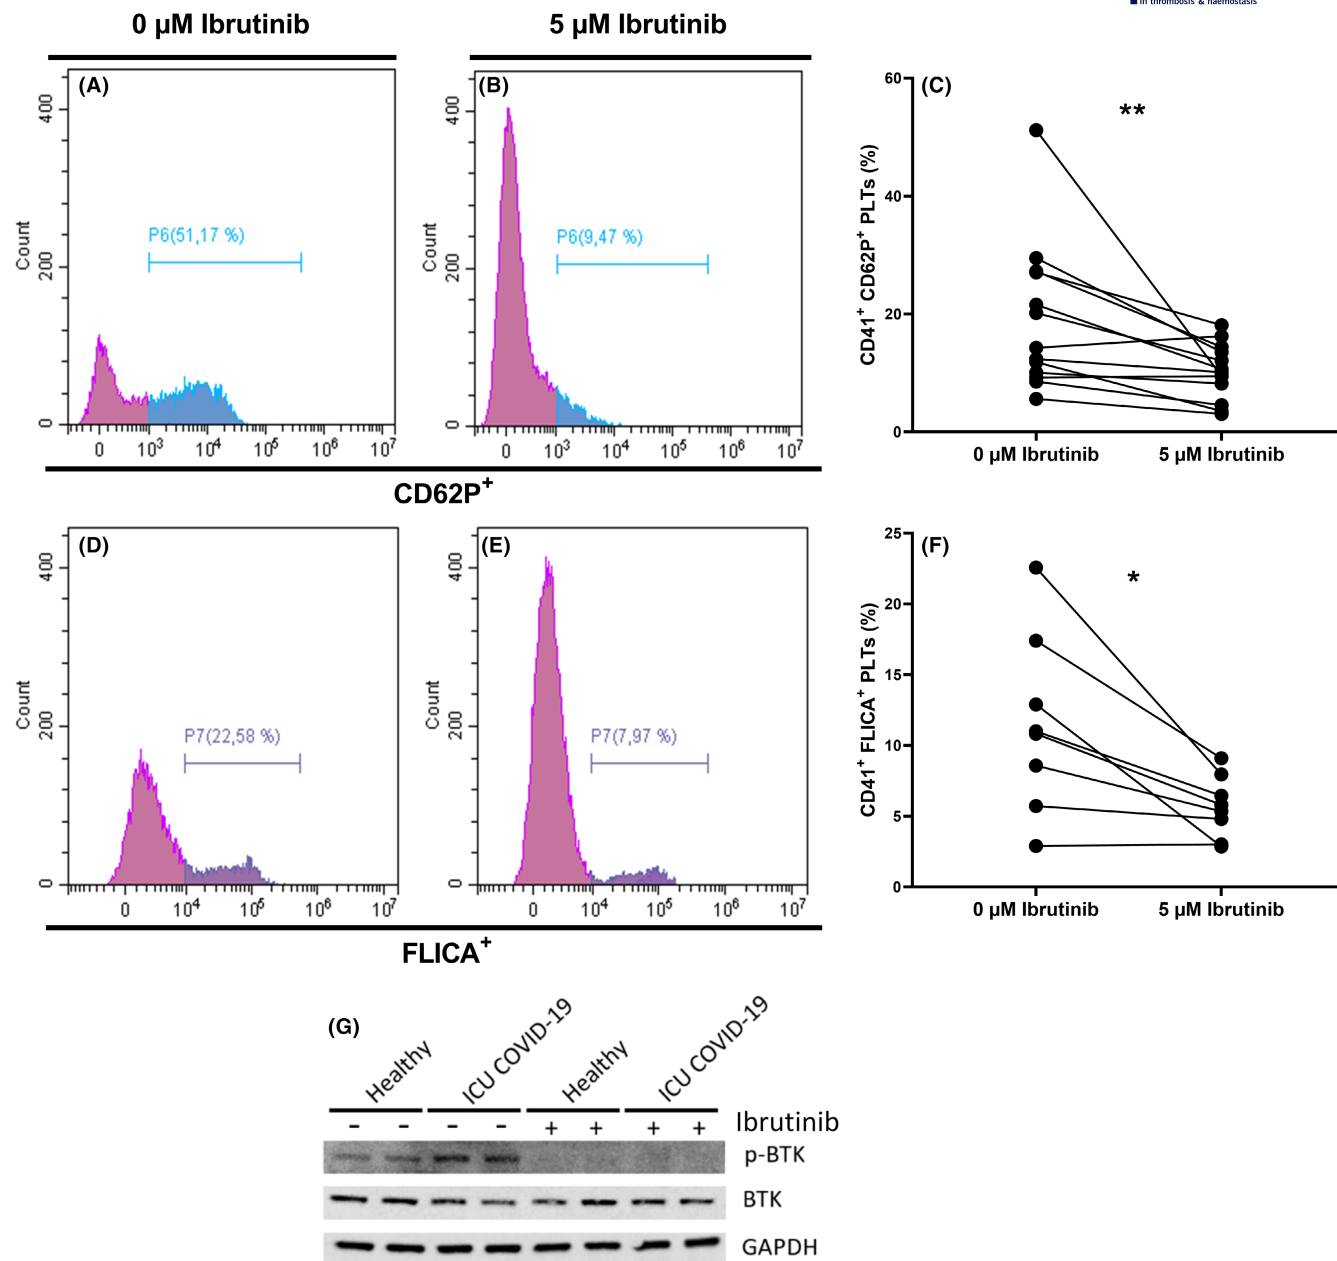 in thrombosis & haemostasis
0 µM Ibrutinib
5 µM Ibrutinib
(A)
400
200
0
Count
P6(51,17 %)
0 10³ 10⁴ 10⁵ 10⁶ 10⁷
(B)
400
200
0
Count
P6(9,47 %)
0 10³ 10⁴ 10⁵ 10⁶ 10⁷
CD62P⁺
(C)
60
40
20
0
CD41⁺ CD62P⁺ PLTs (%)
**
0 µM Ibrutinib 5 µM Ibrutinib
(D)
400
200
0
Count
P7(22,58 %)
0 10⁴ 10⁵ 10⁶ 10⁷
(E)
400
200
0
Count
P7(7,97 %)
0 10⁴ 10⁵ 10⁶ 10⁷
FLICA⁺
(F)
25
20
15
10
5
0
CD41⁺ FLICA⁺ PLTs (%)
*
0 µM Ibrutinib 5 µM Ibrutinib
(G)
Healthy
ICU COVID-19
Healthy
ICU COVID-19
- - - - + + + + Ibrutinib
p-BTK
BTK
GAPDH